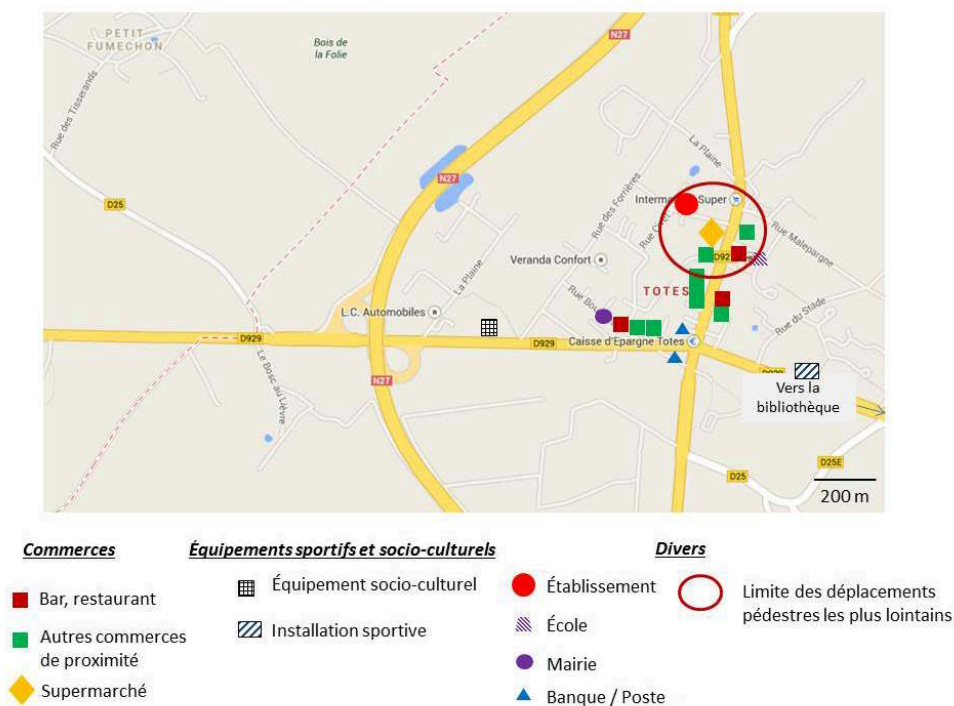 PETIT
FUMECHON
Bois de
la Folie
N27
Rue des Tisserands
La Plaine
N27
Intermarché Super
Rue des Forrières
Rue Malepargne
D25
Veranda Confort
La Plaine
TOTES
L.C. Automobiles
Rue du Stade
D929
D929
Caisse d'Epargne Totes
Le Bosc au Lièvre
N27
D929
Vers la
bibliothèque
D25
D25E
200 m
Commerces
Bar, restaurant
Autres commerces
de proximité
Supermarché
Équipements sportifs et socio-culturels
Équipement socio-culturel
Installation sportive
Divers
Établissement
École
Mairie
Banque / Poste
Limite des déplacements
pédestres les plus lointains